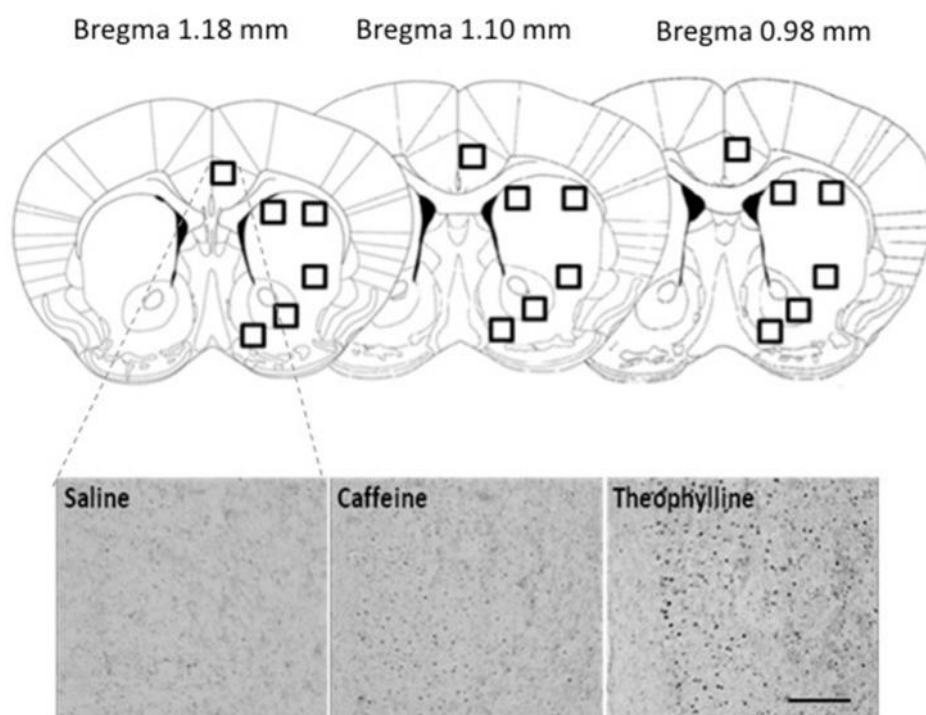 Bregma 1.18 mm
Bregma 1.10 mm
Bregma 0.98 mm
Saline
Caffeine
Theophylline